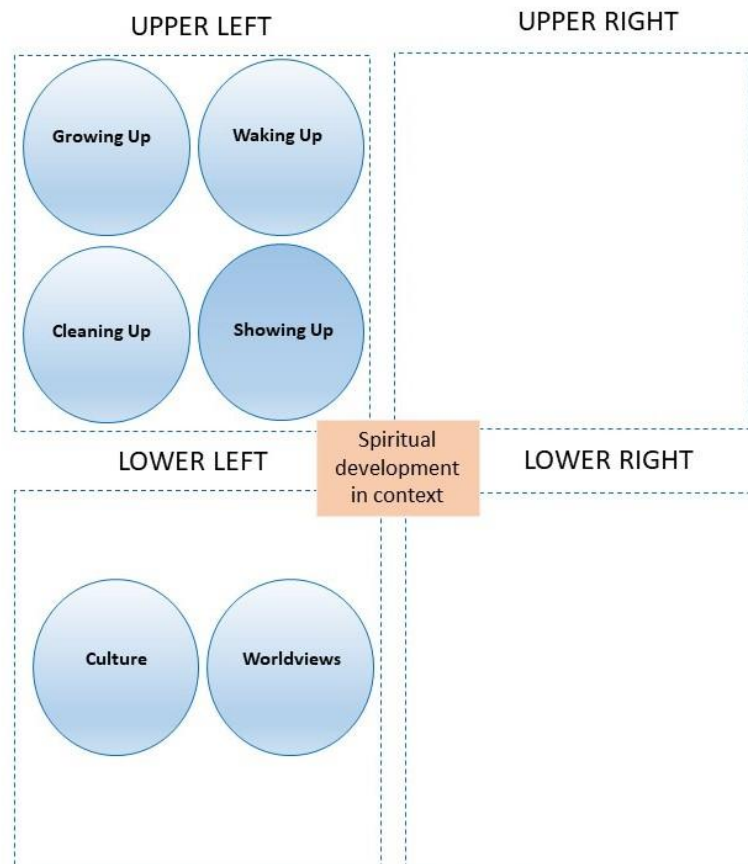 UPPER LEFT
UPPER RIGHT
Growing Up
Waking Up
Cleaning Up
Showing Up
Spiritual
development
in context
LOWER LEFT
LOWER RIGHT
Culture
Worldviews